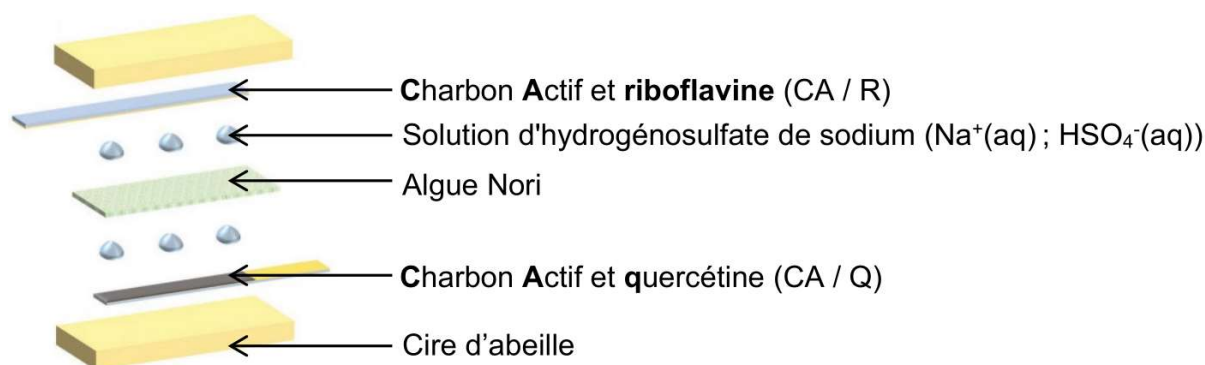 Charbon Actif et riboflavine (CA / R)
Solution d'hydrogénosulfate de sodium (Na⁺(aq) ; HSO₄⁻(aq))
Algue Nori
Charbon Actif et quercétine (CA / Q)
Cire d’abeille